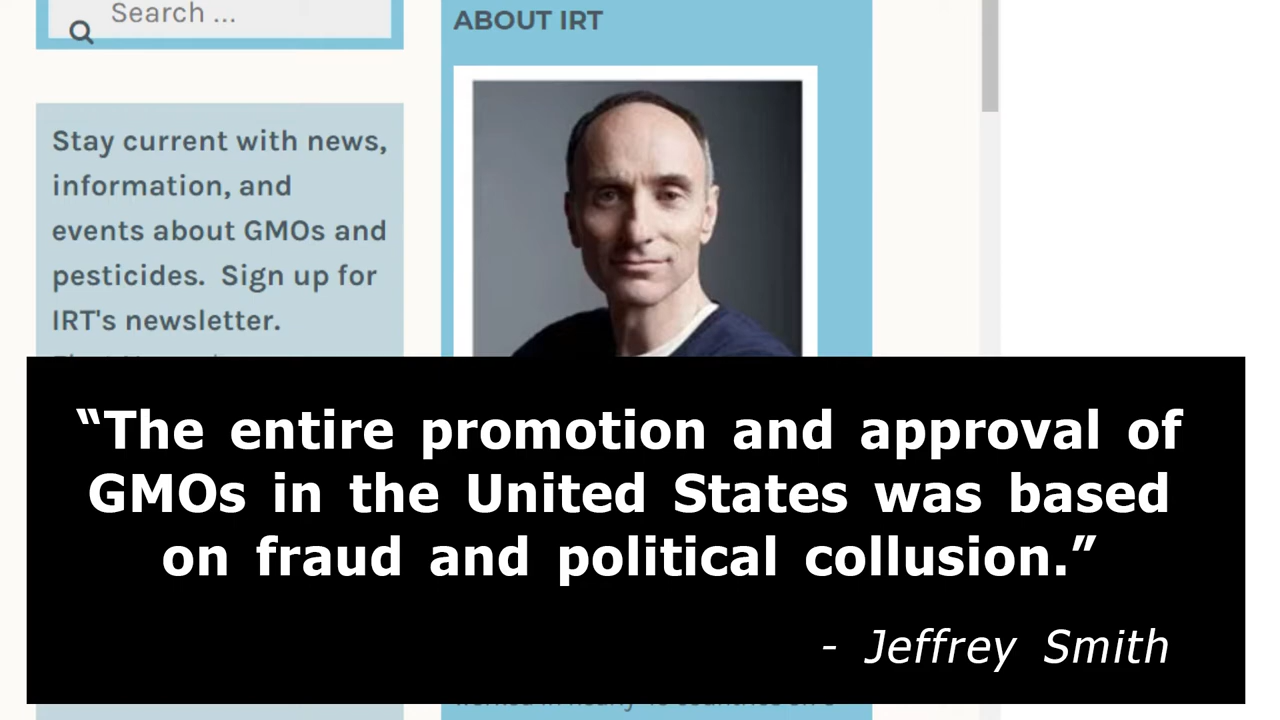 Search ...
ABOUT IRT
Stay current with news,
information, and
events about GMOs and
pesticides. Sign up for
IRT's newsletter.
“The entire promotion and approval of
GMOs in the United States was based
on fraud and political collusion.”
- Jeffrey Smith